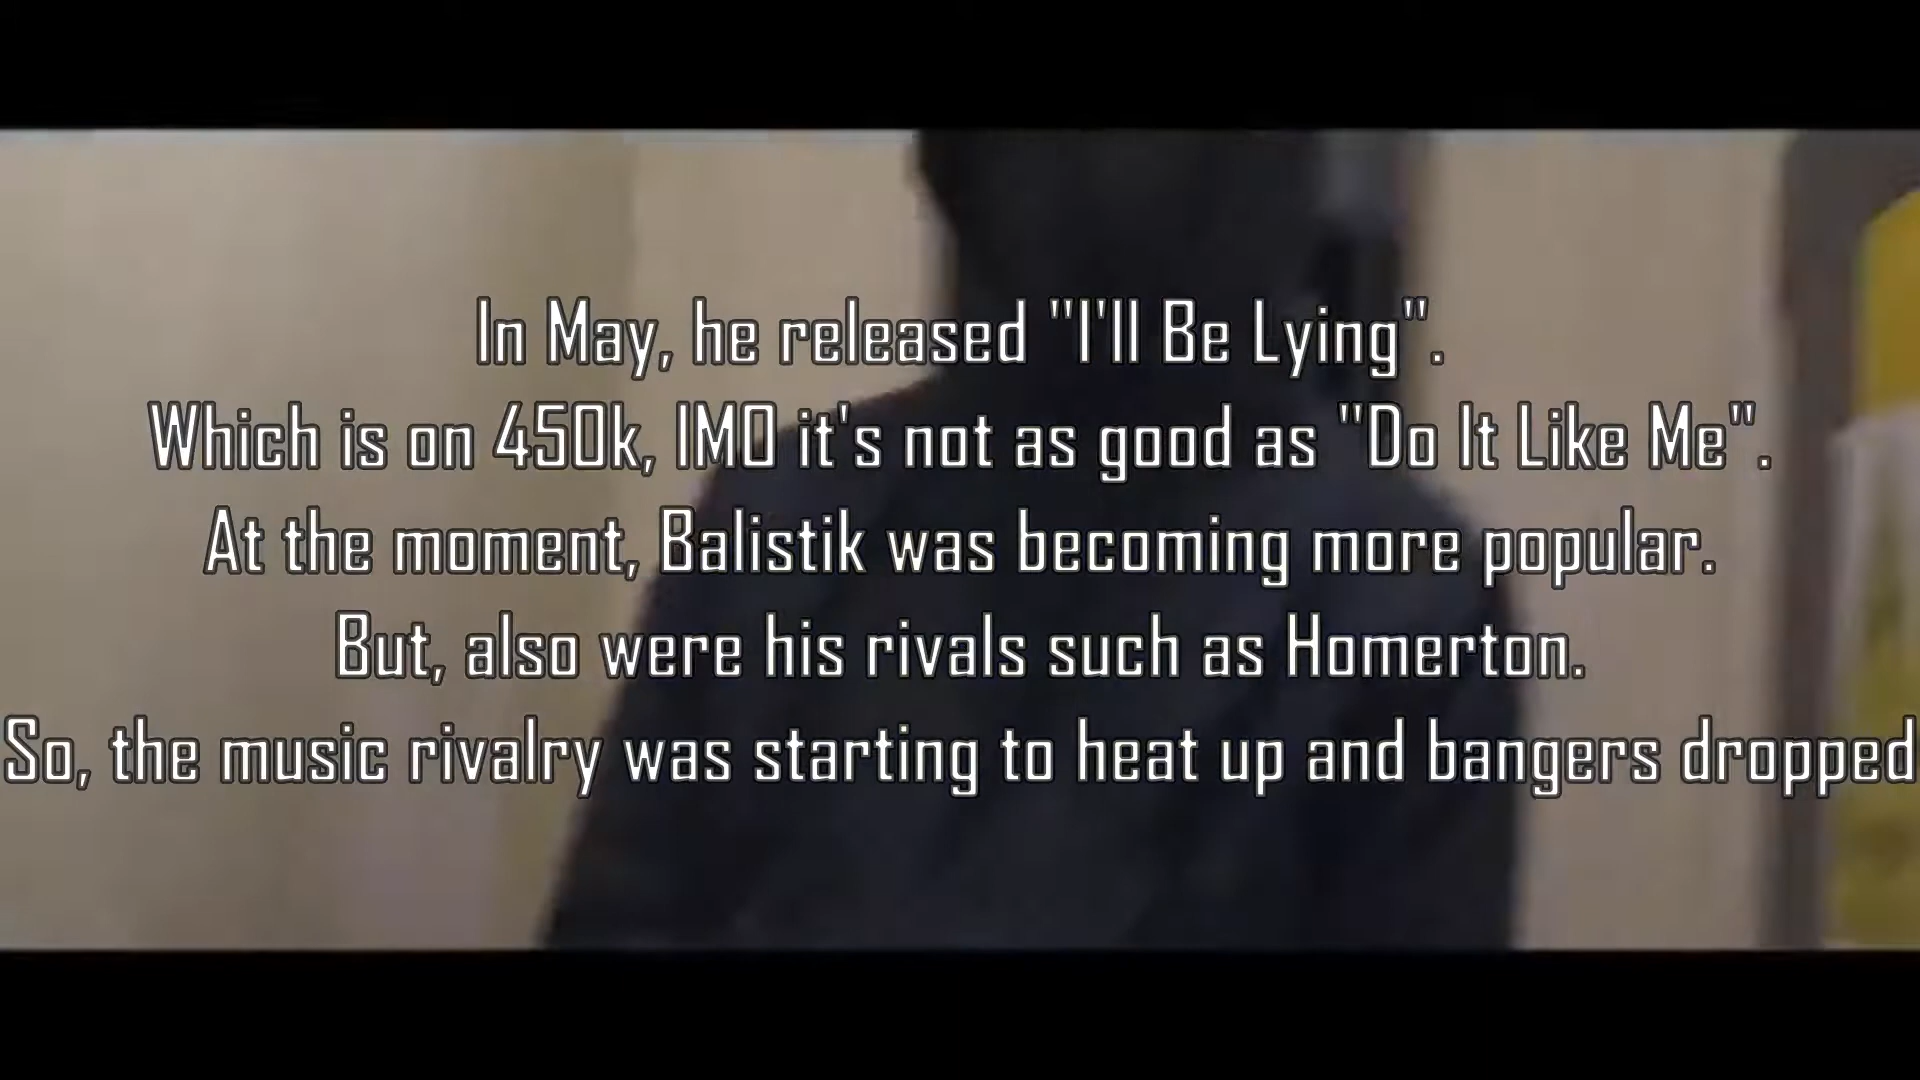 In May, he released "I'll Be Lying".
Which is on 450k, IMO it's not as good as "Do It Like Me".
At the moment, Balistik was becoming more popular.
But, also were his rivals such as Homerton.
So, the music rivalry was starting to heat up and bangers dropped